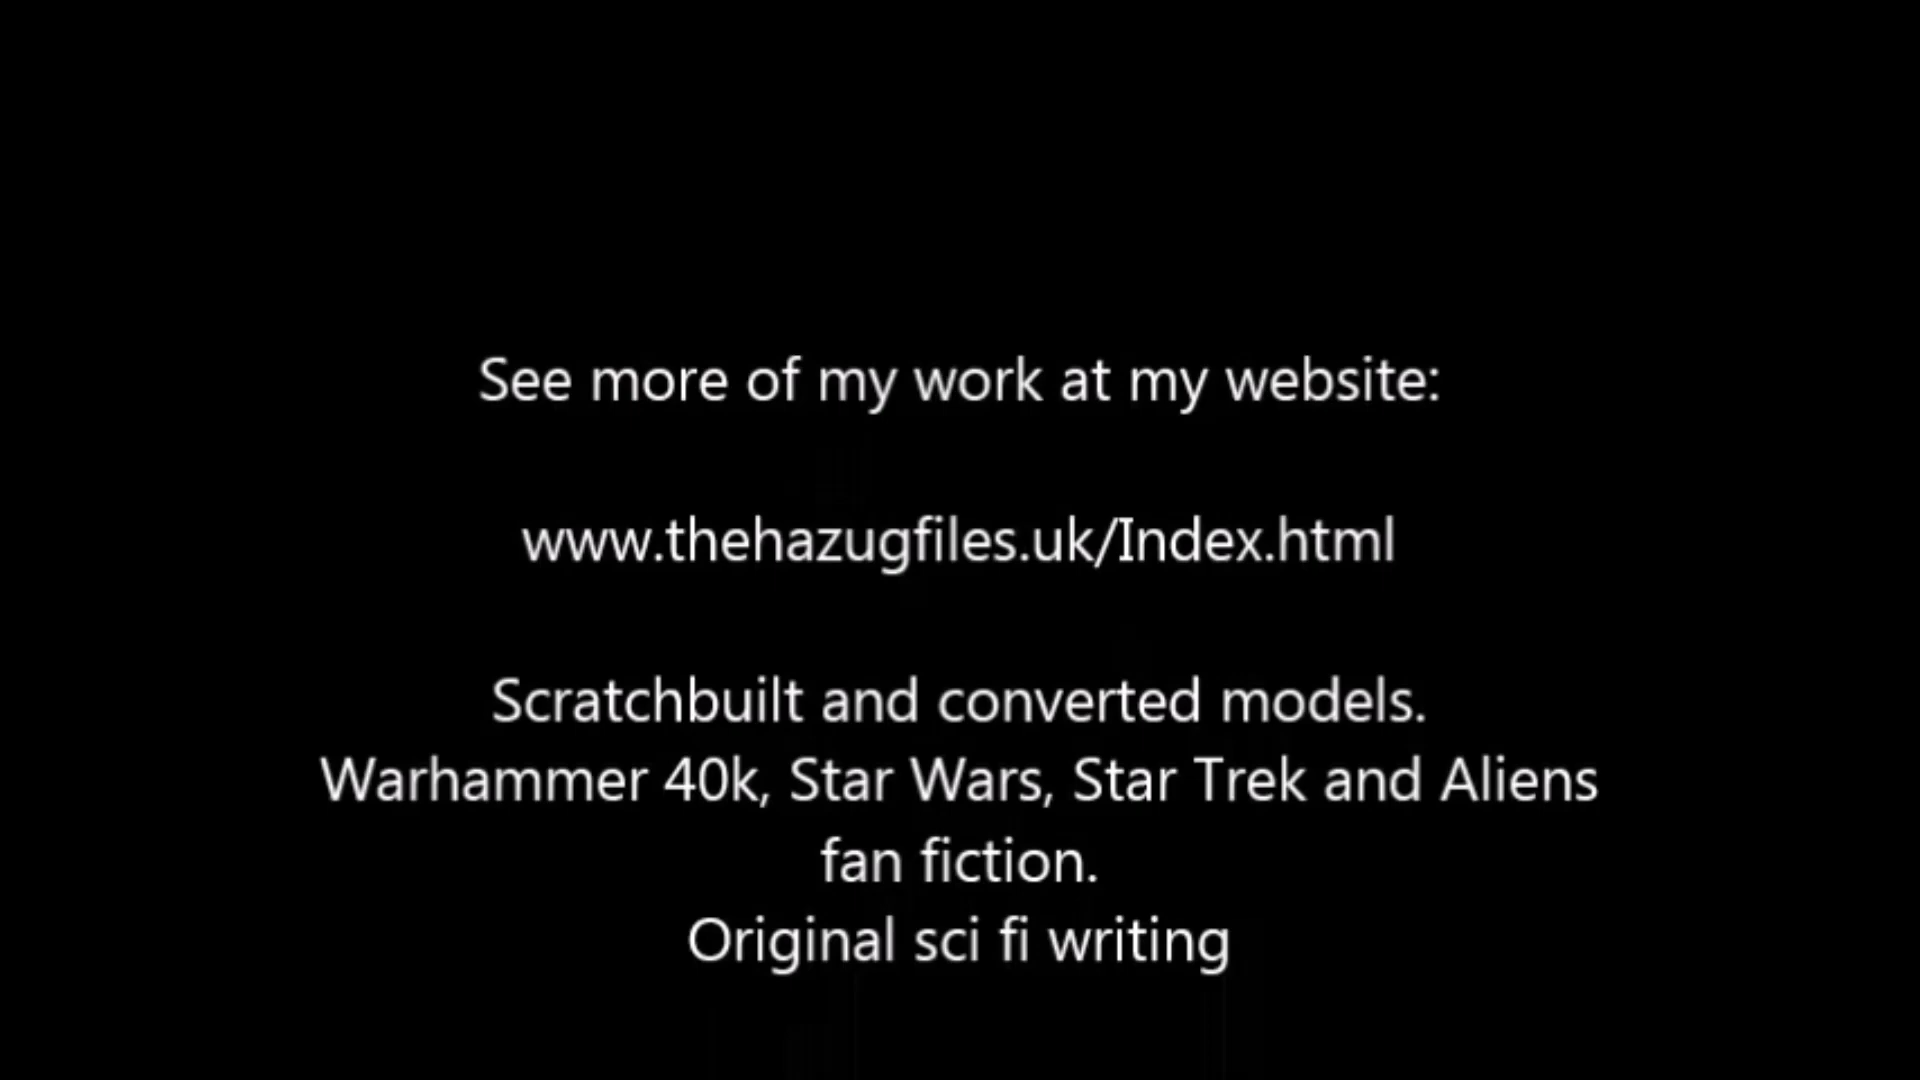 See more of my work at my website:
www.thehazugfiles.uk/Index.html
Scratchbuilt and converted models.
Warhammer 40k, Star Wars, Star Trek and Aliens
fan fiction.
Original sci fi writing